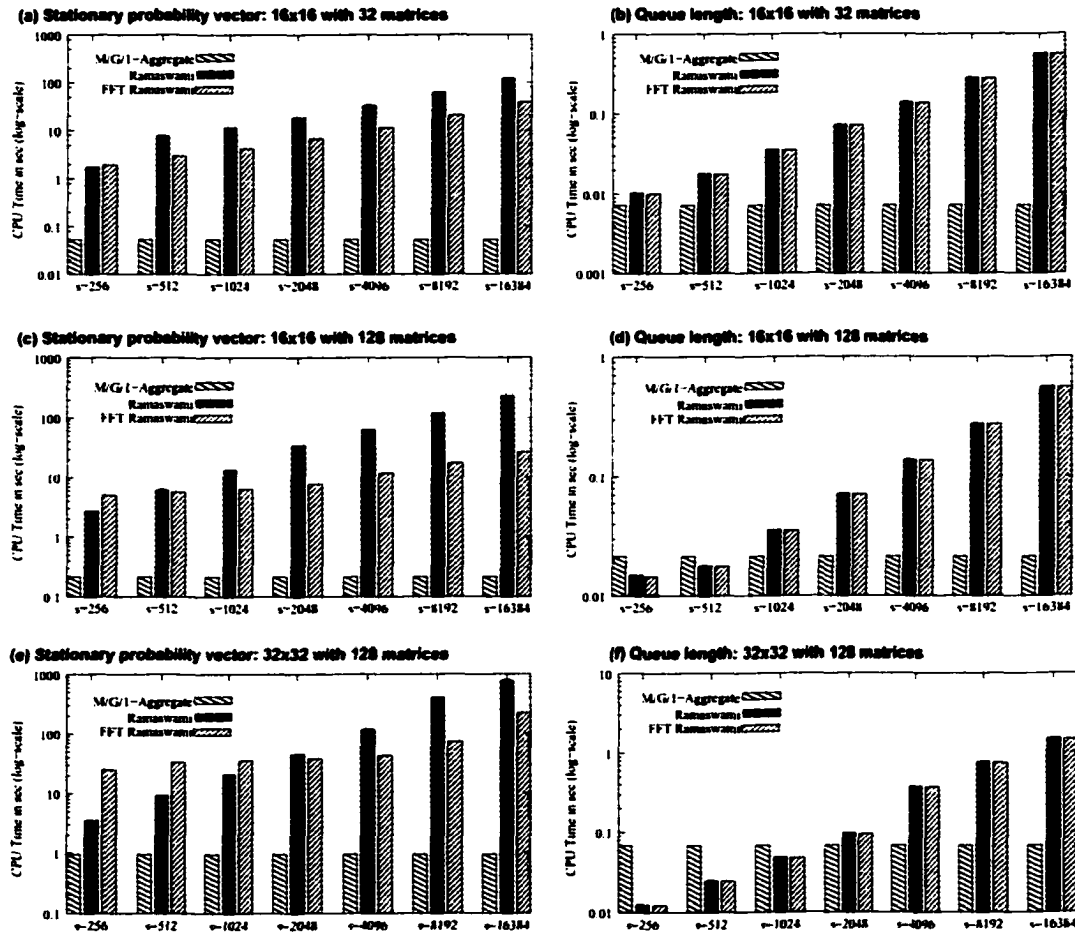 (a) Stationary probability vector: 16x16 with 32 matrices
CPU Time in sec (log-scale)
1000
100
10
1
0.1
0.01
M/G/1-Aggregate
Ramaswami
FFT Ramaswami
s=256 s=512 s=1024 s=2048 s=4096 s=8192 s=16384
(b) Queue length: 16x16 with 32 matrices
CPU Time in sec (log-scale)
1
0.1
0.01
0.001
M/G/1-Aggregate
Ramaswami
FFT Ramaswami
s=256 s=512 s=1024 s=2048 s=4096 s=8192 s=16384
(c) Stationary probability vector: 16x16 with 128 matrices
CPU Time in sec (log-scale)
1000
100
10
1
0.1
M/G/1-Aggregate
Ramaswami
FFT Ramaswami
s=256 s=512 s=1024 s=2048 s=4096 s=8192 s=16384
(d) Queue length: 16x16 with 128 matrices
CPU Time in sec (log-scale)
1
0.1
0.01
M/G/1-Aggregate
Ramaswami
FFT Ramaswami
s=256 s=512 s=1024 s=2048 s=4096 s=8192 s=16384
(e) Stationary probability vector: 32x32 with 128 matrices
CPU Time in sec (log-scale)
1000
100
10
1
0.1
M/G/1-Aggregate
Ramaswami
FFT Ramaswami
s=256 s=512 s=1024 s=2048 s=4096 s=8192 s=16384
(f) Queue length: 32x32 with 128 matrices
CPU Time in sec (log-scale)
10
1
0.1
0.01
M/G/1-Aggregate
Ramaswami
FFT Ramaswami
s=256 s=512 s=1024 s=2048 s=4096 s=8192 s=16384